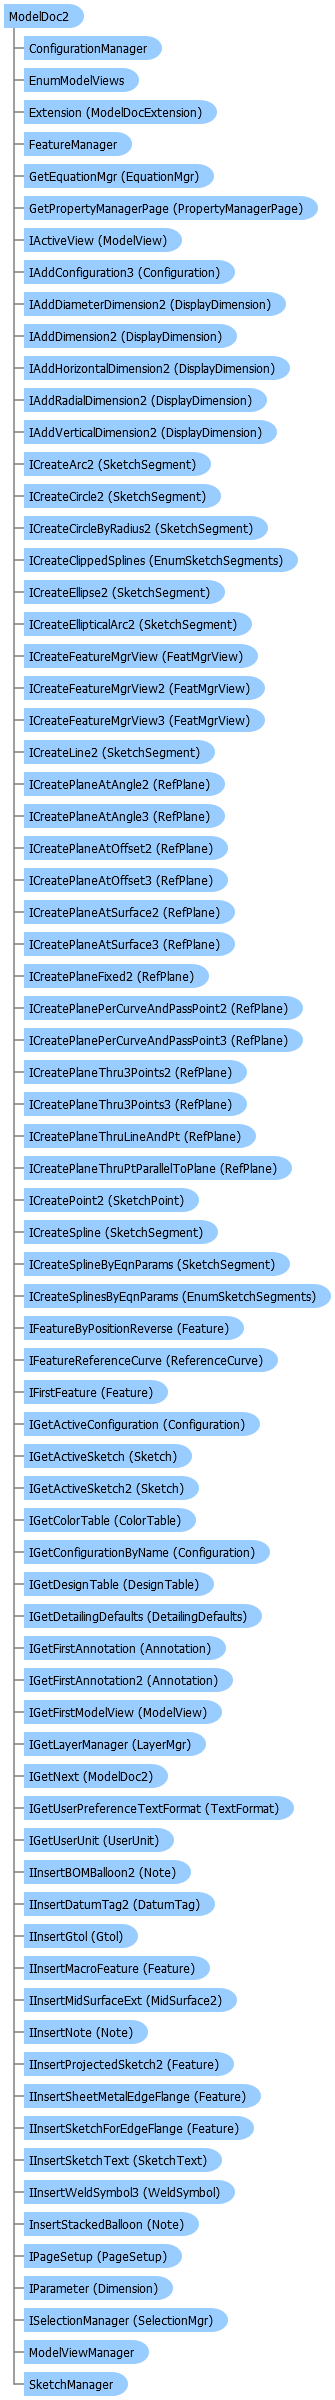 ModelDoc2
ConfigurationManager
EnumModelViews
Extension (ModelDocExtension)
FeatureManager
GetEquationMgr (EquationMgr)
GetPropertyManagerPage (PropertyManagerPage)
IActiveView (ModelView)
IAddConfiguration3 (Configuration)
IAddDiameterDimension2 (DisplayDimension)
IAddDimension2 (DisplayDimension)
IAddHorizontalDimension2 (DisplayDimension)
IAddRadialDimension2 (DisplayDimension)
IAddVerticalDimension2 (DisplayDimension)
ICreateArc2 (SketchSegment)
ICreateCircle2 (SketchSegment)
ICreateCircleByRadius2 (SketchSegment)
ICreateClippedSplines (EnumSketchSegments)
ICreateEllipse2 (SketchSegment)
ICreateEllipticalArc2 (SketchSegment)
ICreateFeatureMgrView (FeatMgrView)
ICreateFeatureMgrView2 (FeatMgrView)
ICreateFeatureMgrView3 (FeatMgrView)
ICreateLine2 (SketchSegment)
ICreatePlaneAtAngle2 (RefPlane)
ICreatePlaneAtAngle3 (RefPlane)
ICreatePlaneAtOffset2 (RefPlane)
ICreatePlaneAtOffset3 (RefPlane)
ICreatePlaneAtSurface2 (RefPlane)
ICreatePlaneAtSurface3 (RefPlane)
ICreatePlaneFixed2 (RefPlane)
ICreatePlanePerCurveAndPassPoint2 (RefPlane)
ICreatePlanePerCurveAndPassPoint3 (RefPlane)
ICreatePlaneThru3Points2 (RefPlane)
ICreatePlaneThru3Points3 (RefPlane)
ICreatePlaneThruLineAndPt (RefPlane)
ICreatePlaneThruPtParallelToPlane (RefPlane)
ICreatePoint2 (SketchPoint)
ICreateSpline (SketchSegment)
ICreateSplineByEqnParams (SketchSegment)
ICreateSplinesByEqnParams (EnumSketchSegments)
IFeatureByPositionReverse (Feature)
IFeatureReferenceCurve (ReferenceCurve)
IFirstFeature (Feature)
IGetActiveConfiguration (Configuration)
IGetActiveSketch (Sketch)
IGetActiveSketch2 (Sketch)
IGetColorTable (ColorTable)
IGetConfigurationByName (Configuration)
IGetDesignTable (DesignTable)
IGetDetailingDefaults (DetailingDefaults)
IGetFirstAnnotation (Annotation)
IGetFirstAnnotation2 (Annotation)
IGetFirstModelView (ModelView)
IGetLayerManager (LayerMgr)
IGetNext (ModelDoc2)
IGetUserPreferenceTextFormat (TextFormat)
IGetUserUnit (UserUnit)
IInsertBOMBalloon2 (Note)
IInsertDatumTag2 (DatumTag)
IInsertGtol (Gtol)
IInsertMacroFeature (Feature)
IInsertMidSurfaceExt (MidSurface2)
IInsertNote (Note)
IInsertProjectedSketch2 (Feature)
IInsertSheetMetalEdgeFlange (Feature)
IInsertSketchForEdgeFlange (Feature)
IInsertSketchText (SketchText)
IInsertWeldSymbol3 (WeldSymbol)
InsertStackedBalloon (Note)
IPageSetup (PageSetup)
IParameter (Dimension)
ISelectionManager (SelectionMgr)
ModelViewManager
SketchManager